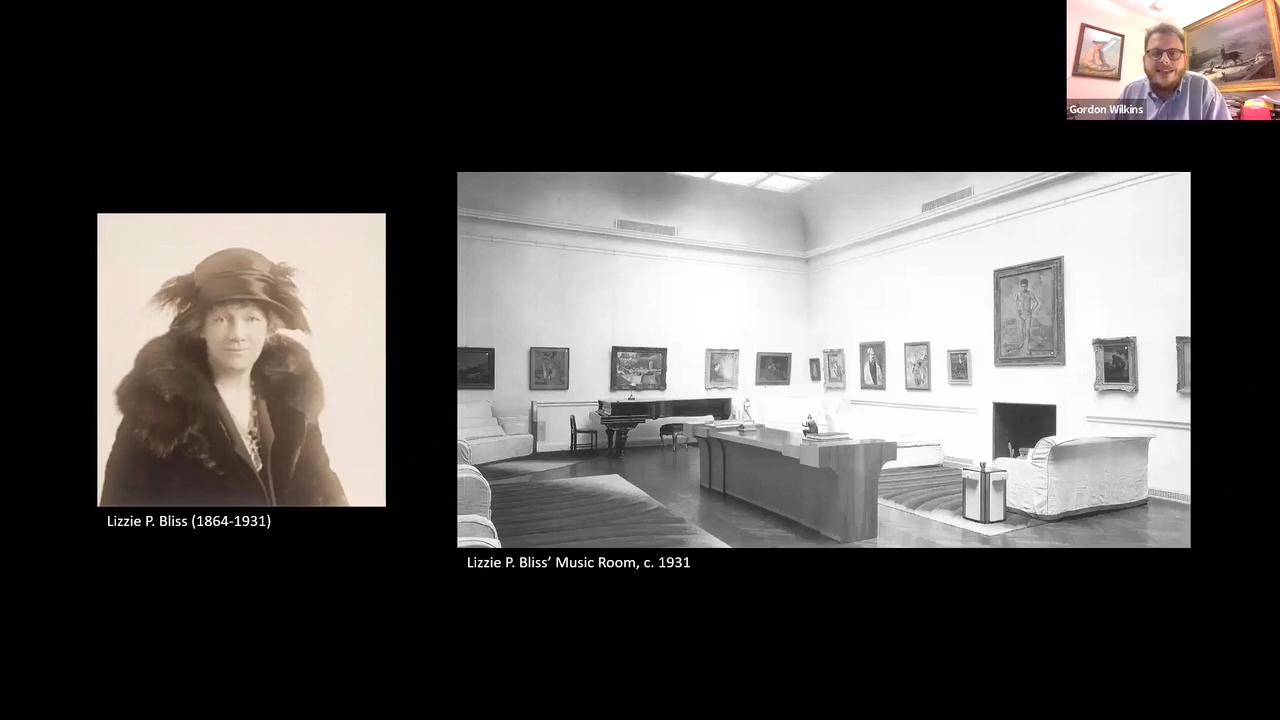 Gordon Wilkins
Lizzie P. Bliss (1864-1931)
Lizzie P. Bliss’ Music Room, c. 1931